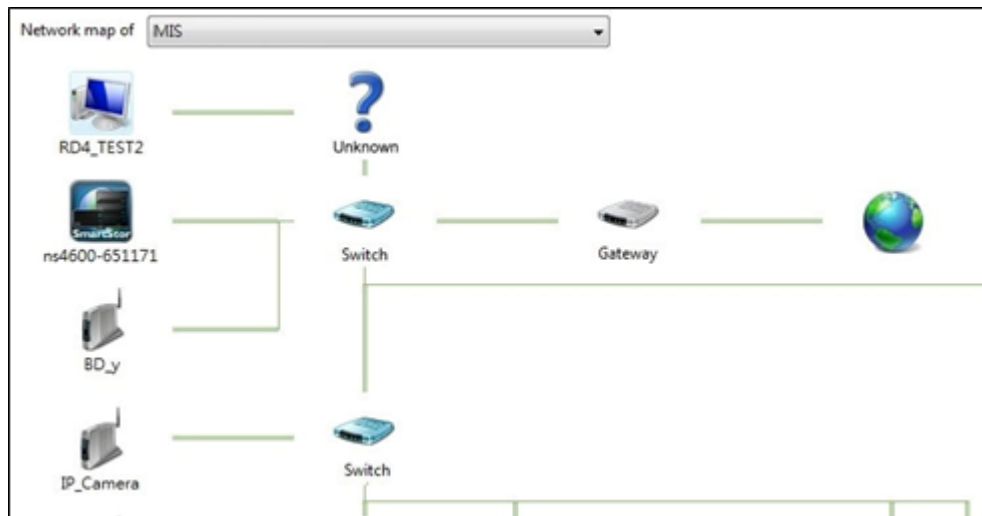 Network map of MIS
RD4_TEST2
Unknown
SmartStor
ns4600-651171
Switch
Gateway
BD_y
IP_Camera
Switch